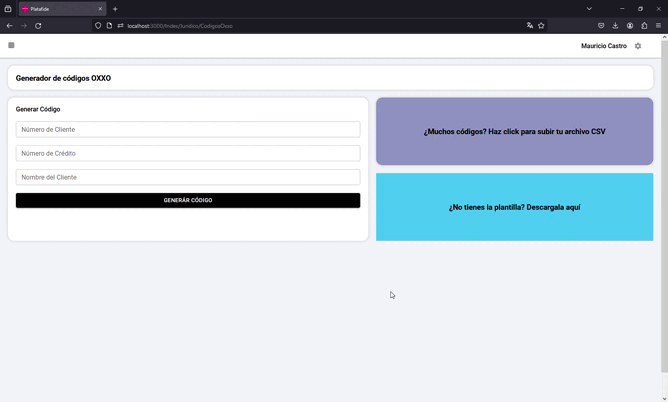 Platafide
localhost:3000/Index/Juridico/CodigosOxxo
Mauricio Castro
Generador de códigos OXXO
Generar Código
Número de Cliente
Número de Crédito
Nombre del Cliente
GENERÁR CÓDIGO
¿Muchos códigos? Haz click para subir tu archivo CSV
¿No tienes la plantilla? Descargala aquí